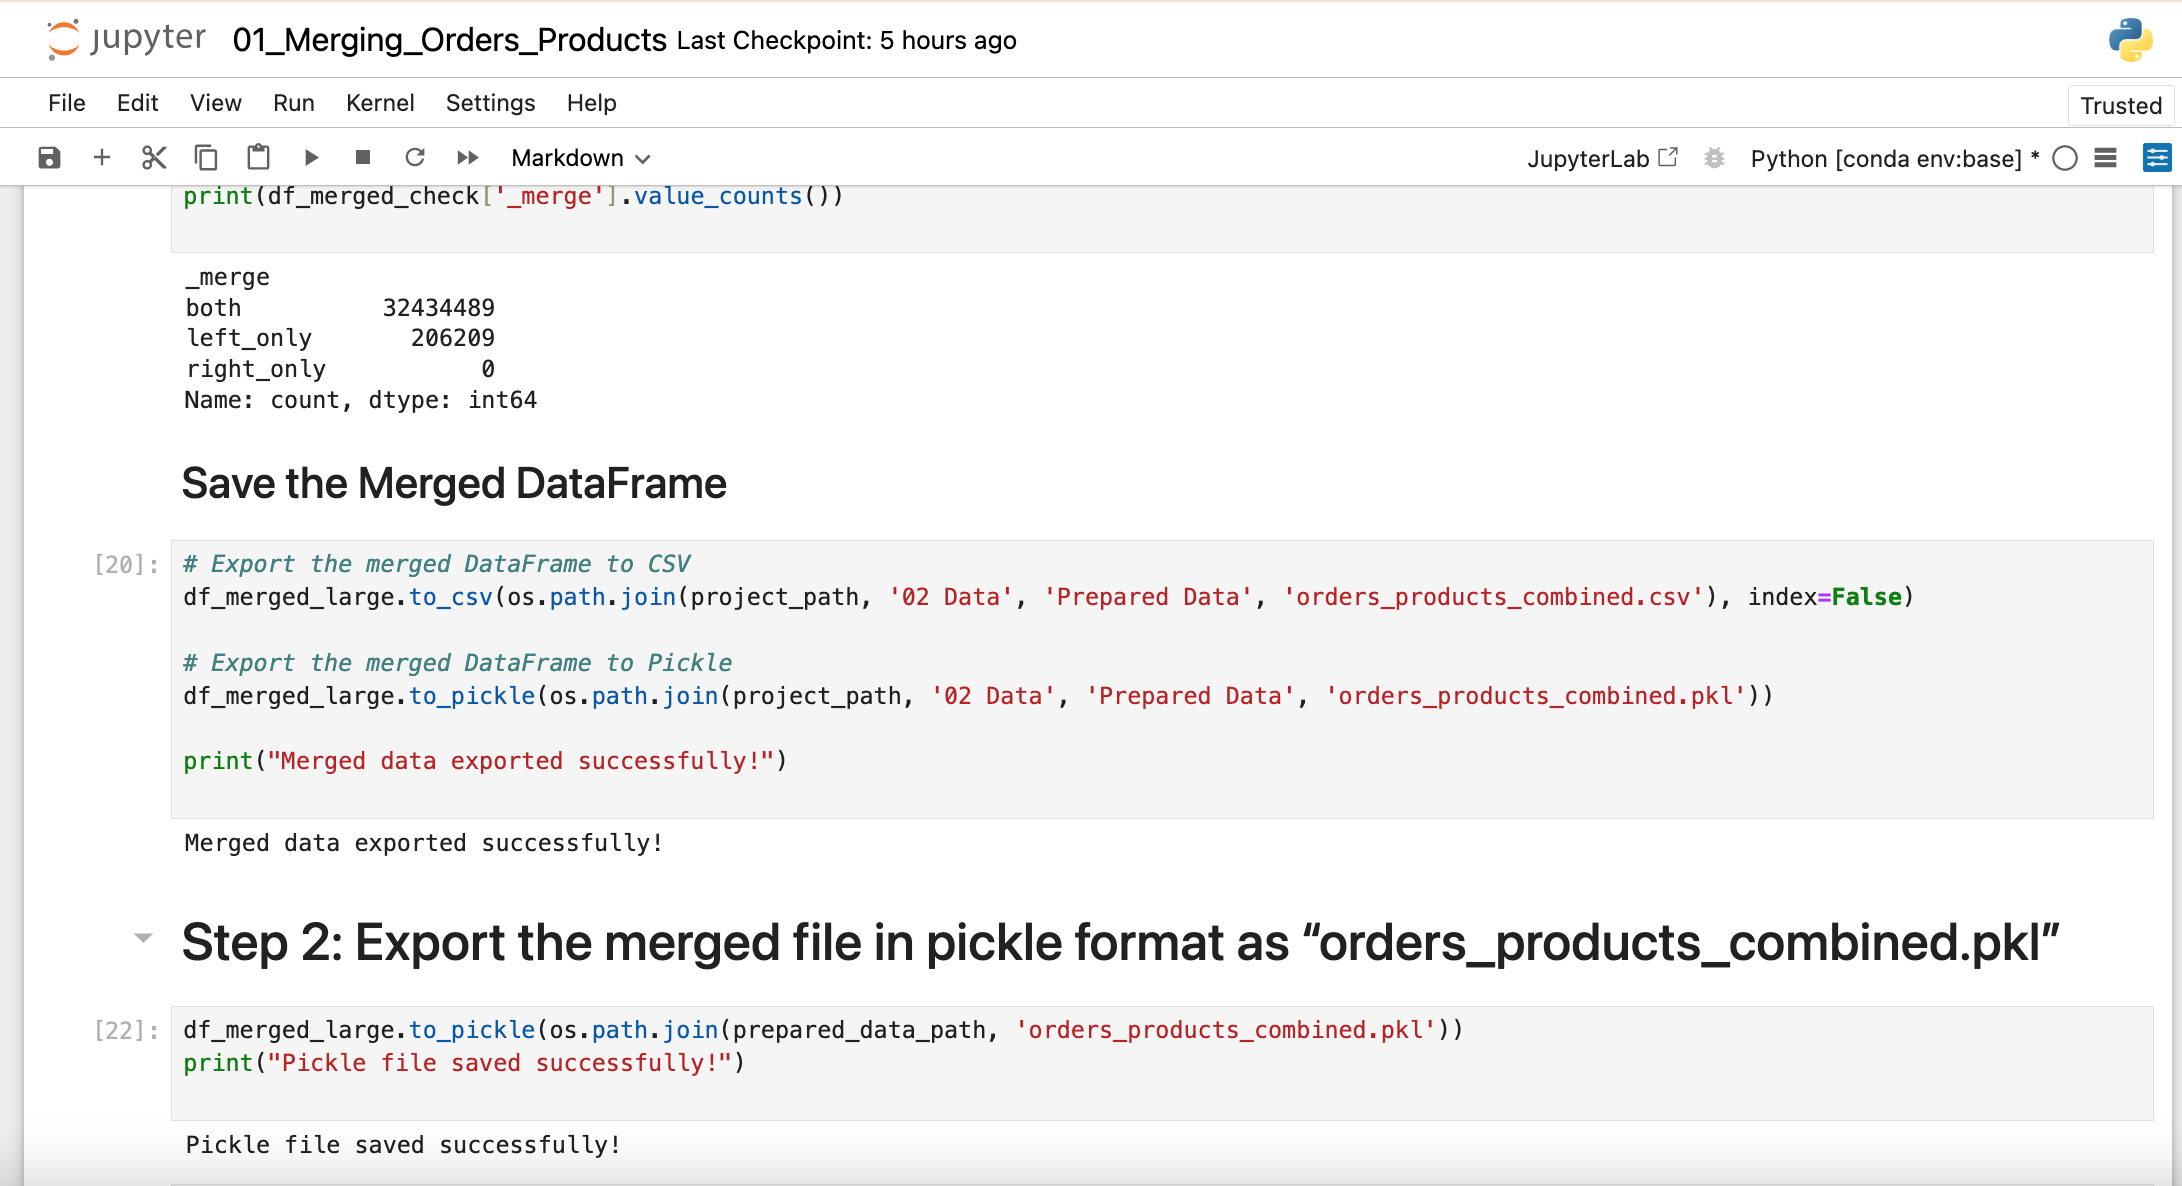 jupyter 01_Merging_Orders_Products Last Checkpoint: 5 hours ago
File Edit View Run Kernel Settings Help
Trusted
Markdown
JupyterLab
Python [conda env:base] *
print(df_merged_check['_merge'].value_counts())
_merge
both 32434489
left_only 206209
right_only 0
Name: count, dtype: int64
Save the Merged DataFrame
[20]:
# Export the merged DataFrame to CSV
df_merged_large.to_csv(os.path.join(project_path, '02 Data', 'Prepared Data', 'orders_products_combined.csv'), index=False)
# Export the merged DataFrame to Pickle
df_merged_large.to_pickle(os.path.join(project_path, '02 Data', 'Prepared Data', 'orders_products_combined.pkl'))
print("Merged data exported successfully!")
Merged data exported successfully!
Step 2: Export the merged file in pickle format as “orders_products_combined.pkl”
[22]:
df_merged_large.to_pickle(os.path.join(prepared_data_path, 'orders_products_combined.pkl'))
print("Pickle file saved successfully!")
Pickle file saved successfully!